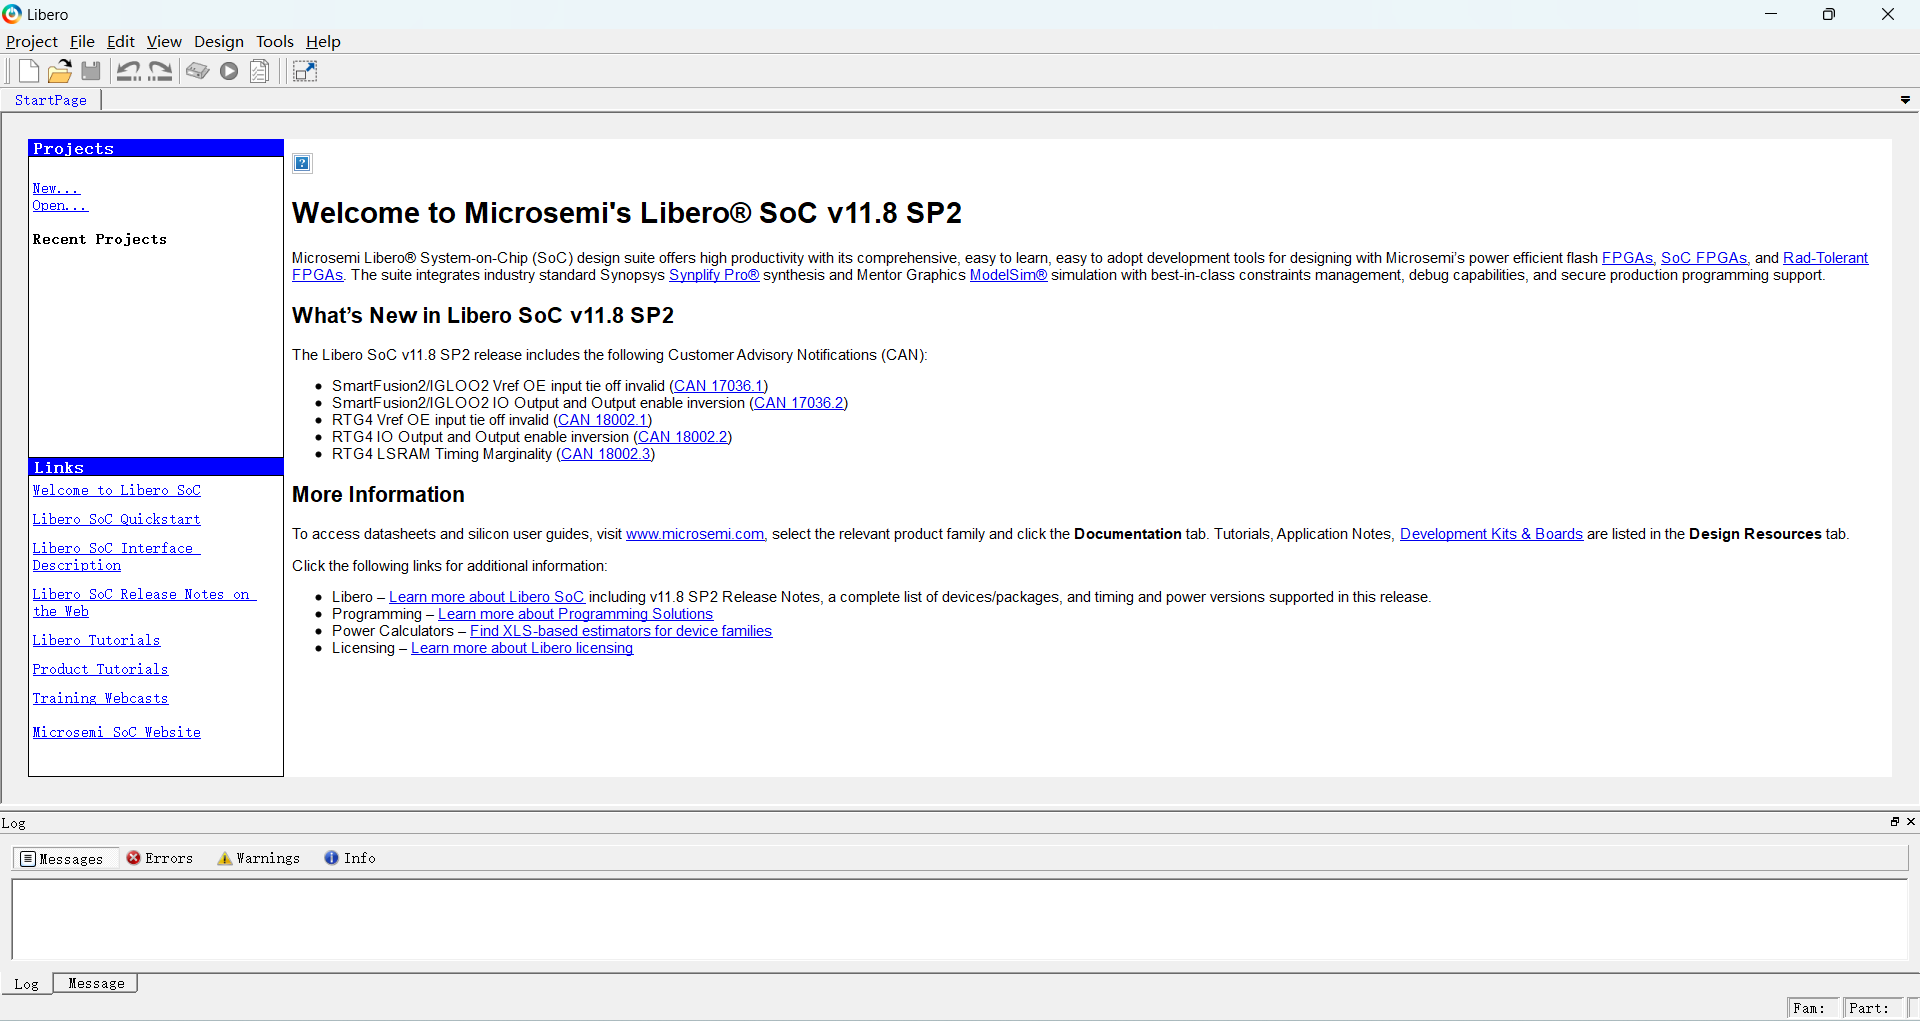 Libero
Project File Edit View Design Tools Help
StartPage
Projects
New...
Open...
Recent Projects
Links
Welcome to Libero SoC
Libero SoC Quickstart
Libero SoC Interface
Description
Libero SoC Release Notes on
the Web
Libero Tutorials
Product Tutorials
Training Webcasts
Microsemi SoC Website
Welcome to Microsemi's Libero® SoC v11.8 SP2
Microsemi Libero® System-on-Chip (SoC) design suite offers high productivity with its comprehensive, easy to learn, easy to adopt development tools for designing with Microsemi's power efficient flash FPGAs, SoC FPGAs, and Rad-Tolerant
FPGAs. The suite integrates industry standard Synopsys Synplify Pro® synthesis and Mentor Graphics ModelSim® simulation with best-in-class constraints management, debug capabilities, and secure production programming support.
What's New in Libero SoC v11.8 SP2
The Libero SoC v11.8 SP2 release includes the following Customer Advisory Notifications (CAN):
• SmartFusion2/IGLOO2 Vref OE input tie off invalid (CAN 17036.1)
• SmartFusion2/IGLOO2 IO Output and Output enable inversion (CAN 17036.2)
• RTG4 Vref OE input tie off invalid (CAN 18002.1)
• RTG4 IO Output and Output enable inversion (CAN 18002.2)
• RTG4 LSRAM Timing Marginality (CAN 18002.3)
More Information
To access datasheets and silicon user guides, visit www.microsemi.com, select the relevant product family and click the Documentation tab. Tutorials, Application Notes, Development Kits & Boards are listed in the Design Resources tab.
Click the following links for additional information:
• Libero – Learn more about Libero SoC including v11.8 SP2 Release Notes, a complete list of devices/packages, and timing and power versions supported in this release.
• Programming – Learn more about Programming Solutions
• Power Calculators – Find XLS-based estimators for device families
• Licensing – Learn more about Libero licensing
Log
Messages Errors Warnings Info
Log Message
Fam: Part: